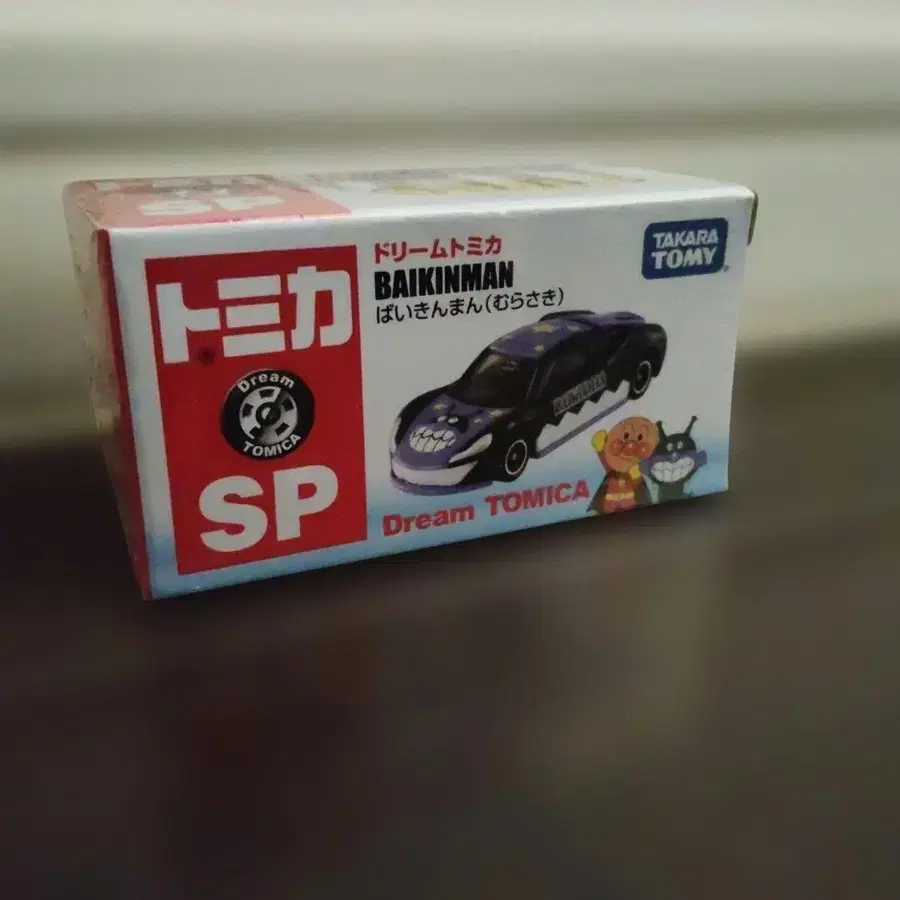 SP
トミカ
Dream
TOMICA
SP
ドリームトミカ
BAIKINMAN
ばいきんまん(むらさき)
TAKARA
TOMY
Dream TOMICA